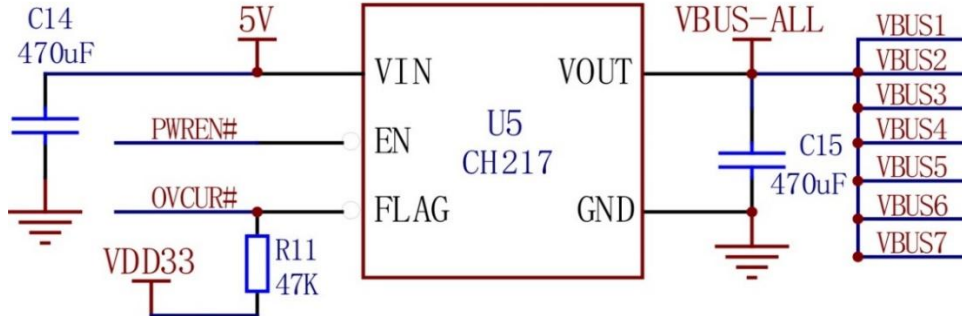 C14
470uF
5V
VBUS-ALL
VBUS1
VBUS2
VBUS3
VBUS4
VBUS5
VBUS6
VBUS7
VIN
VOUT
PWREN#
EN
U5
CH217
C15
470uF
OVCUR#
FLAG
GND
VDD33
R11
47K